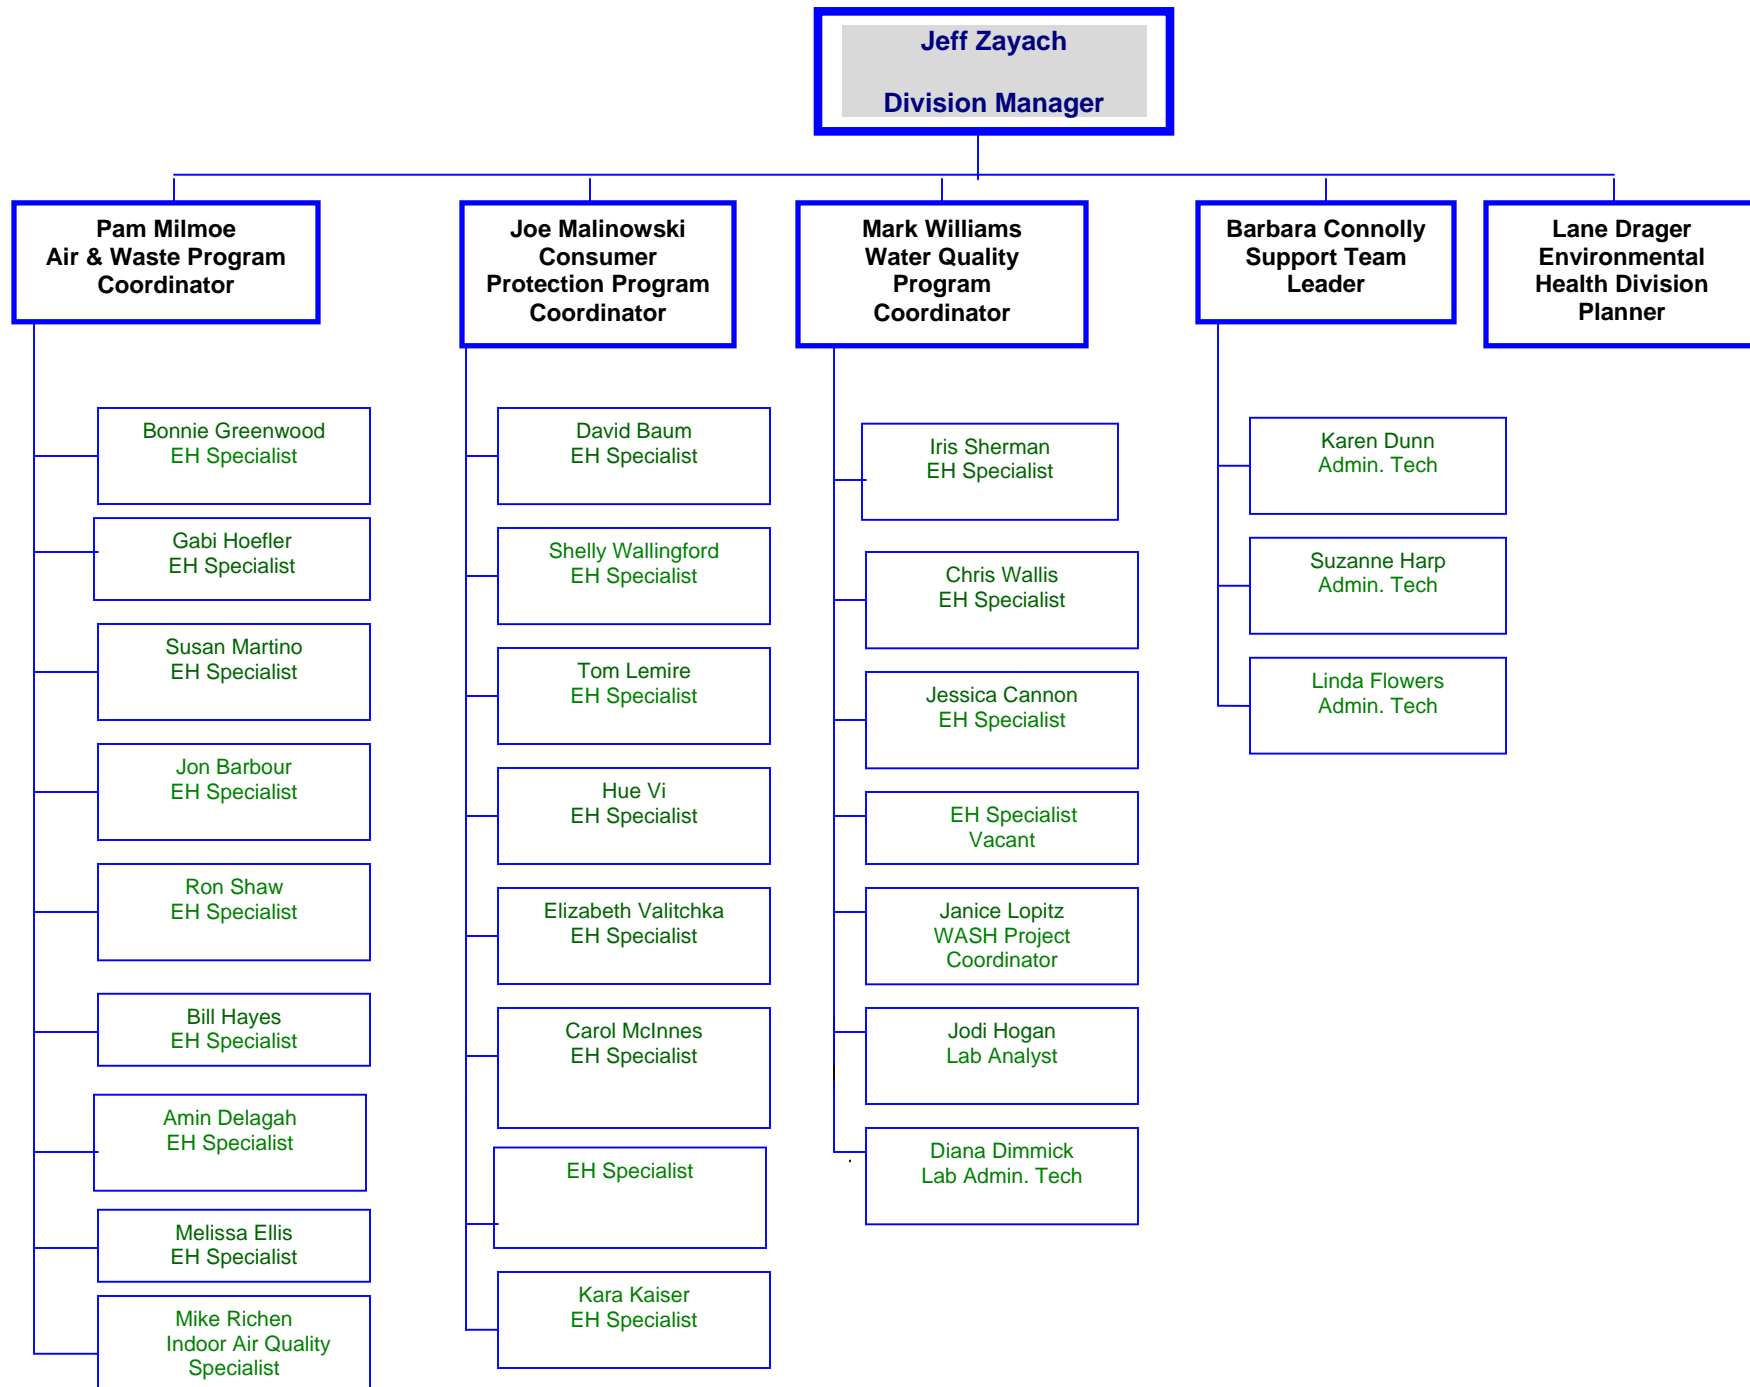 Jeff Zayach
Division Manager
Pam Milmoe
Air & Waste Program
Coordinator
Joe Malinowski
Consumer
Protection Program
Coordinator
Mark Williams
Water Quality
Program
Coordinator
Barbara Connolly
Support Team
Leader
Lane Drager
Environmental
Health Division
Planner
Bonnie Greenwood
EH Specialist
Gabi Hoefler
EH Specialist
Susan Martino
EH Specialist
Jon Barbour
EH Specialist
Ron Shaw
EH Specialist
Bill Hayes
EH Specialist
Amin Delagah
EH Specialist
Melissa Ellis
EH Specialist
Mike Richen
Indoor Air Quality
Specialist
David Baum
EH Specialist
Shelly Wallingford
EH Specialist
Tom Lemire
EH Specialist
Hue Vi
EH Specialist
Elizabeth Valitchka
EH Specialist
Carol McInnes
EH Specialist
EH Specialist
Kara Kaiser
EH Specialist
Iris Sherman
EH Specialist
Chris Wallis
EH Specialist
Jessica Cannon
EH Specialist
EH Specialist
Vacant
Janice Lopitz
WASH Project
Coordinator
Jodi Hogan
Lab Analyst
Diana Dimmick
Lab Admin. Tech
Karen Dunn
Admin. Tech
Suzanne Harp
Admin. Tech
Linda Flowers
Admin. Tech